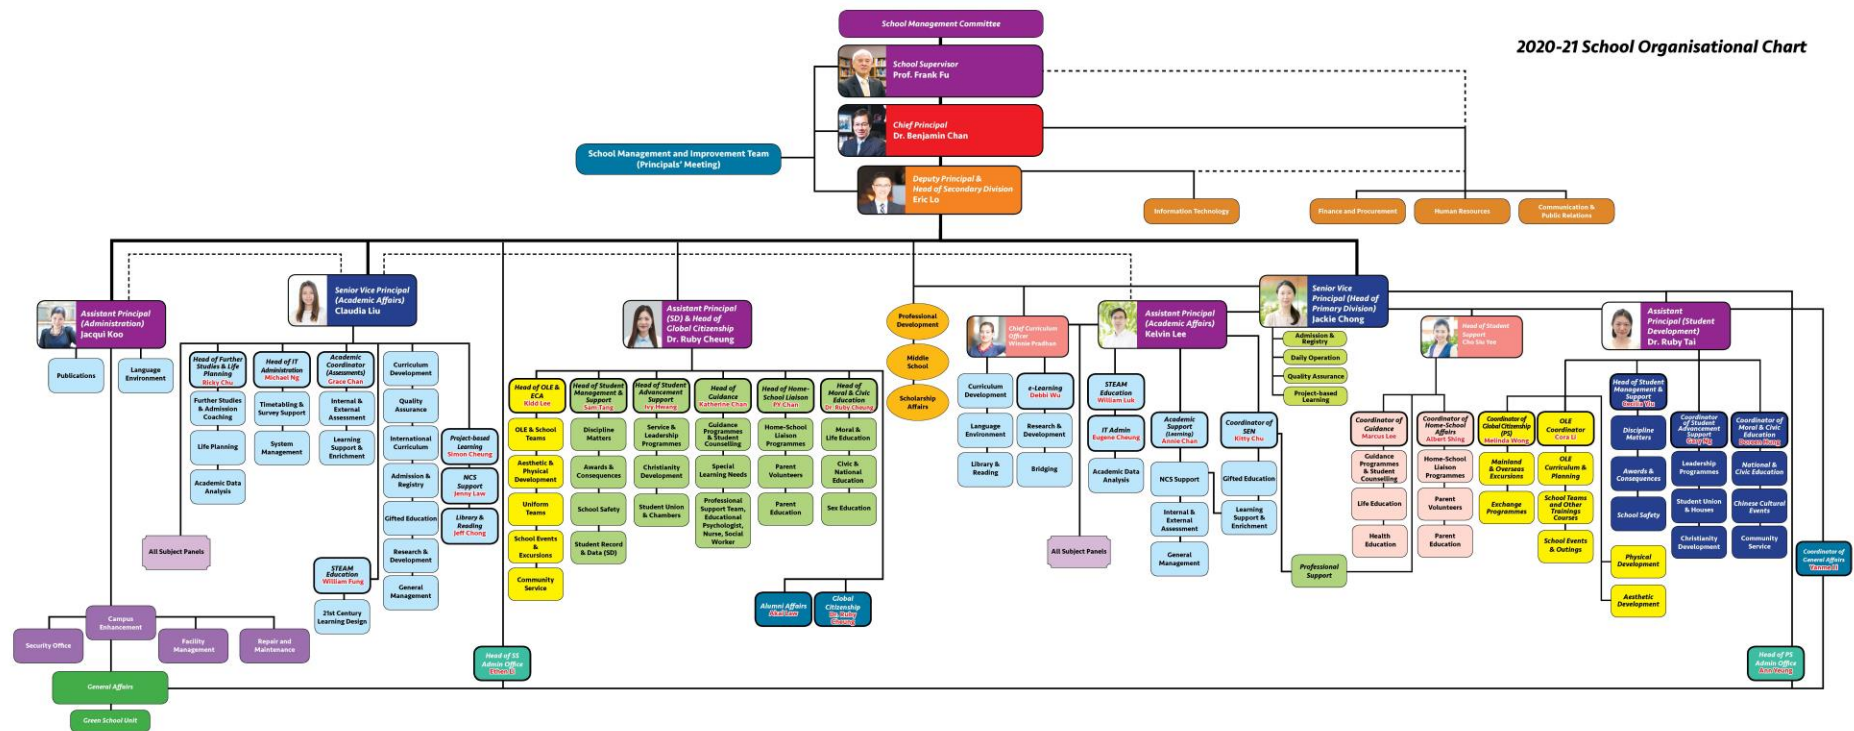 2020-21 School Organisational Chart
School Management Committee
School Supervisor
Prof. Frank Fu
Chief Principal
Dr. Benjamin Chan
School Management and Improvement Team
(Principals' Meeting)
Deputy Principal &
Head of Secondary Division
Eric Lo
Information Technology
Finance and Procurement
Human Resources
Communication &
Public Relations
Assistant Principal
(Administration)
Jacqui Koo
Publications
Language
Environment
Senior Vice Principal
(Academic Affairs)
Claudia Liu
Head of Further
Studies & Life
Planning
Ricky Chu
Further Studies
& Admission
Coaching
Life Planning
Academic Data
Analysis
Head of IT
Administration
Michael Ng
Timetabling &
Survey Support
System
Management
Academic
Coordinator
(Assessments)
Grace Chan
Internal &
External
Assessment
Learning
Support &
Enrichment
Curriculum
Development
Quality
Assurance
International
Curriculum
Admission &
Registry
Gifted Education
Research &
Development
General
Management
Project-based
Learning
Simon Cheung
NCS
Support
Jenny Law
Library &
Reading
Jeff Chong
All Subject Panels
STEAM
Education
William Fung
21st Century
Learning Design
Assistant Principal
(SD) & Head of
Global Citizenship
Dr. Ruby Cheung
Head of OLE &
ECA
Kidd Lee
OLE & School
Teams
Aesthetic &
Physical
Development
Uniform
Teams
School Events
&
Excursions
Community
Service
Head of Student
Management &
Support
Sam Tang
Discipline
Matters
Awards &
Consequences
School Safety
Student Record
& Data (SD)
Head of Student
Advancement
Support
Ivy Hwang
Service &
Leadership
Programmes
Christianity
Development
Student Union
& Chambers
Head of
Guidance
Katherine Chan
Guidance
Programmes
& Student
Counselling
Special
Learning Needs
Professional
Support Team,
Educational
Psychologist,
Nurse, Social
Worker
Head of Home-
School Liaison
PY Chan
Home-School
Liaison
Programmes
Parent
Volunteers
Parent
Education
Head of
Moral & Civic
Education
Dr. Ruby Cheung
Moral &
Life Education
Civic &
National
Education
Sex Education
Alumni Affairs
Akai Law
Global
Citizenship
Dr. Ruby
Cheung
Professional
Development
Middle
School
Scholarship
Affairs
Chief Curriculum
Officer
Winnie Pradhan
Curriculum
Development
Language
Environment
Library &
Reading
e-Learning
Debbi Wu
Research &
Development
Bridging
Assistant Principal
(Academic Affairs)
Kelvin Lee
STEAM
Education
William Luk
IT Admin
Eugene Cheung
Academic Data
Analysis
Academic
Support
(Learning)
Annie Chan
NCS Support
Internal &
External
Assessment
General
Management
Coordinator of
SEN
Kitty Chu
Gifted Education
Learning
Support &
Enrichment
All Subject Panels
Senior Vice
Principal (Head of
Primary Division)
Jackie Chong
Admission &
Registry
Daily Operation
Quality Assurance
Project-based
Learning
Head of Student
Support
Chu Siu Yee
Coordinator of
Guidance
Marcus Lee
Guidance
Programmes
& Student
Counselling
Life Education
Health
Education
Coordinator of
Home-School
Affairs
Albert Shing
Home-School
Liaison
Programmes
Parent
Volunteers
Parent
Education
Professional
Support
Assistant
Principal (Student
Development)
Dr. Ruby Tai
Coordinator of
Global Citizenship
(PS)
Melinda Wong
Mainland
& Overseas
Excursions
Exchange
Programmes
OLE
Coordinator
Cora Li
OLE
Curriculum &
Planning
School Teams
and Other
Trainings
Courses
School Events
& Outings
Physical
Development
Aesthetic
Development
Head of Student
Management &
Support
Cecilia Yiu
Discipline
Matters
Awards &
Consequences
School Safety
Coordinator
of Student
Advancement
Support
Gary Ng
Leadership
Programmes
Student Union
& Houses
Christianity
Development
Coordinator of
Moral & Civic
Education
Doreen Hung
National &
Civic Education
Chinese Cultural
Events
Community
Service
Coordinator of
General Affairs
Campus
Enhancement
Security Office
Facility
Management
Repair and
Maintenance
General Affairs
Green School Unit
Head of SS
Admin Office
Head of PS
Admin Office
Ann Yeung